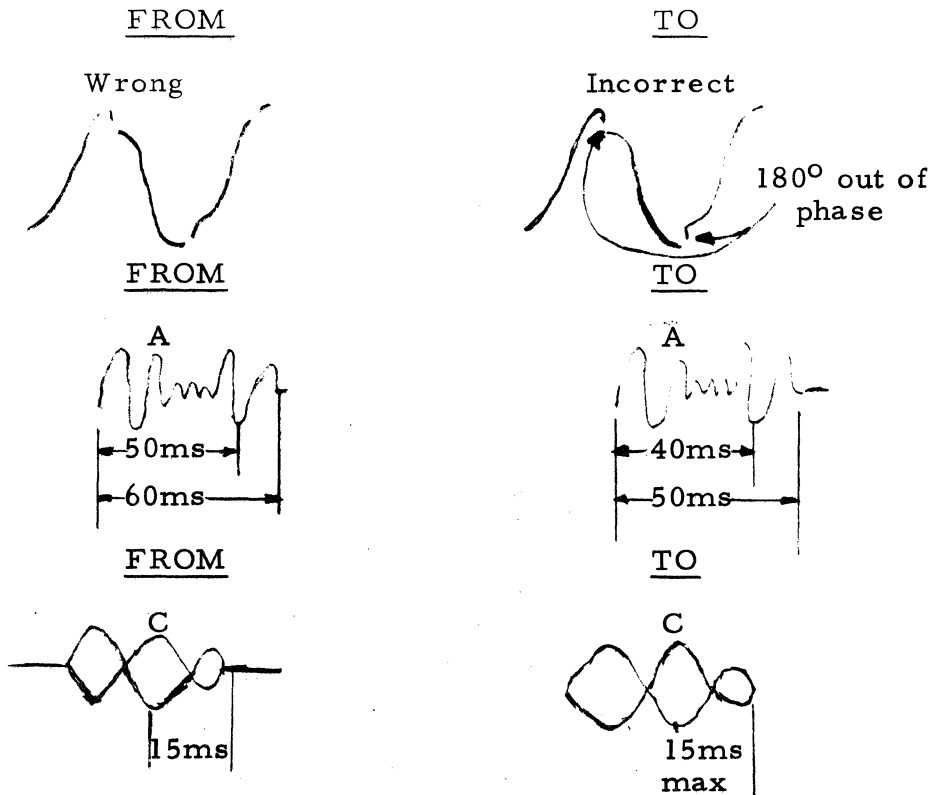 FROM
TO
Wrong
Incorrect
180° out of
phase
FROM
TO
A
A
50ms
40ms
60ms
50ms
FROM
TO
C
C
15ms
15ms
max